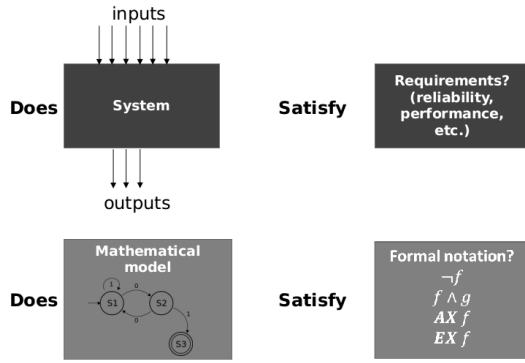 inputs
Does
System
Satisfy
Requirements?
(reliability,
performance,
etc.)
outputs
Does
Mathematical
model
1
S1
0
S2
0
1
S3
Satisfy
Formal notation?
¬f
f ∧ g
AX f
EX f